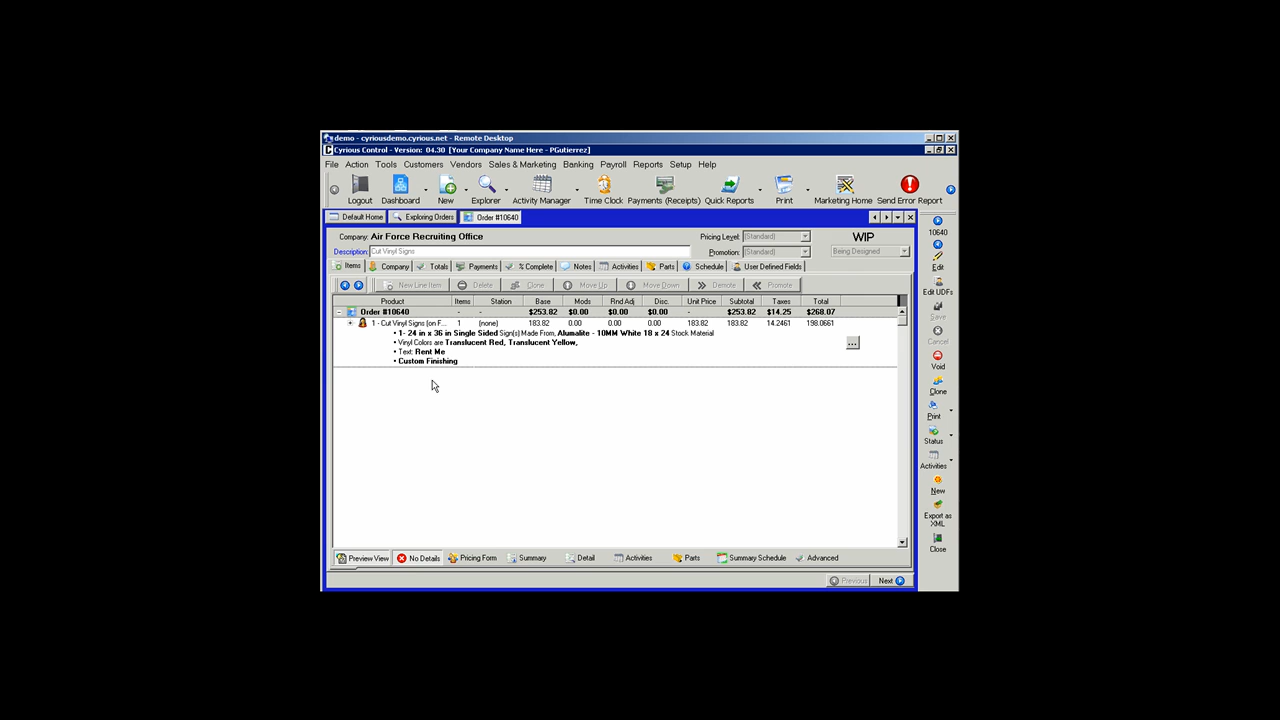 demo - cyriousdemo.cyrious.net - Remote Desktop
Cyrious Control - Version: 04.30 [Your Company Name Here - PGutierrez]
File Action Tools Customers Vendors Sales & Marketing Banking Payroll Reports Setup Help
Logout Dashboard New Explorer Activity Manager Time Clock Payments (Receipts) Quick Reports Print Marketing Home Send Error Report
Default Home Exploring Orders Order #10640
Company: Air Force Recruiting Office Pricing Level: (Standard) WIP
Description: Cut Vinyl Signs Promotion: (Standard) Being Designed
Items Company Totals Payments % Complete Notes Activities Parts Schedule User Defined Fields
New Line Item Delete Clone Move Up Move Down Demote Promote
Product Items Station Base Mods Rnd Adj Disc. Unit Price Subtotal Taxes Total
Order #10640 - - $253.82 $0.00 $0.00 $0.00 - $253.82 $14.25 $268.07
1 - Cut Vinyl Signs (on F... 1 (none) 183.82 0.00 0.00 0.00 183.82 183.82 14.2461 198.0661
• 1- 24 in x 36 in Single Sided Sign(s) Made From, Alumalite - 10MM White 18 x 24 Stock Material
• Vinyl Colors are Translucent Red, Translucent Yellow,
...
• Text: Rent Me
• Custom Finishing
Preview View No Details Pricing Form Summary Detail Activities Parts Summary Schedule Advanced
Previous Next
10640
Edit
Edit UDFs
Save
Cancel
Void
Clone
Print
Status
Activities
New
Export as
XML
Close